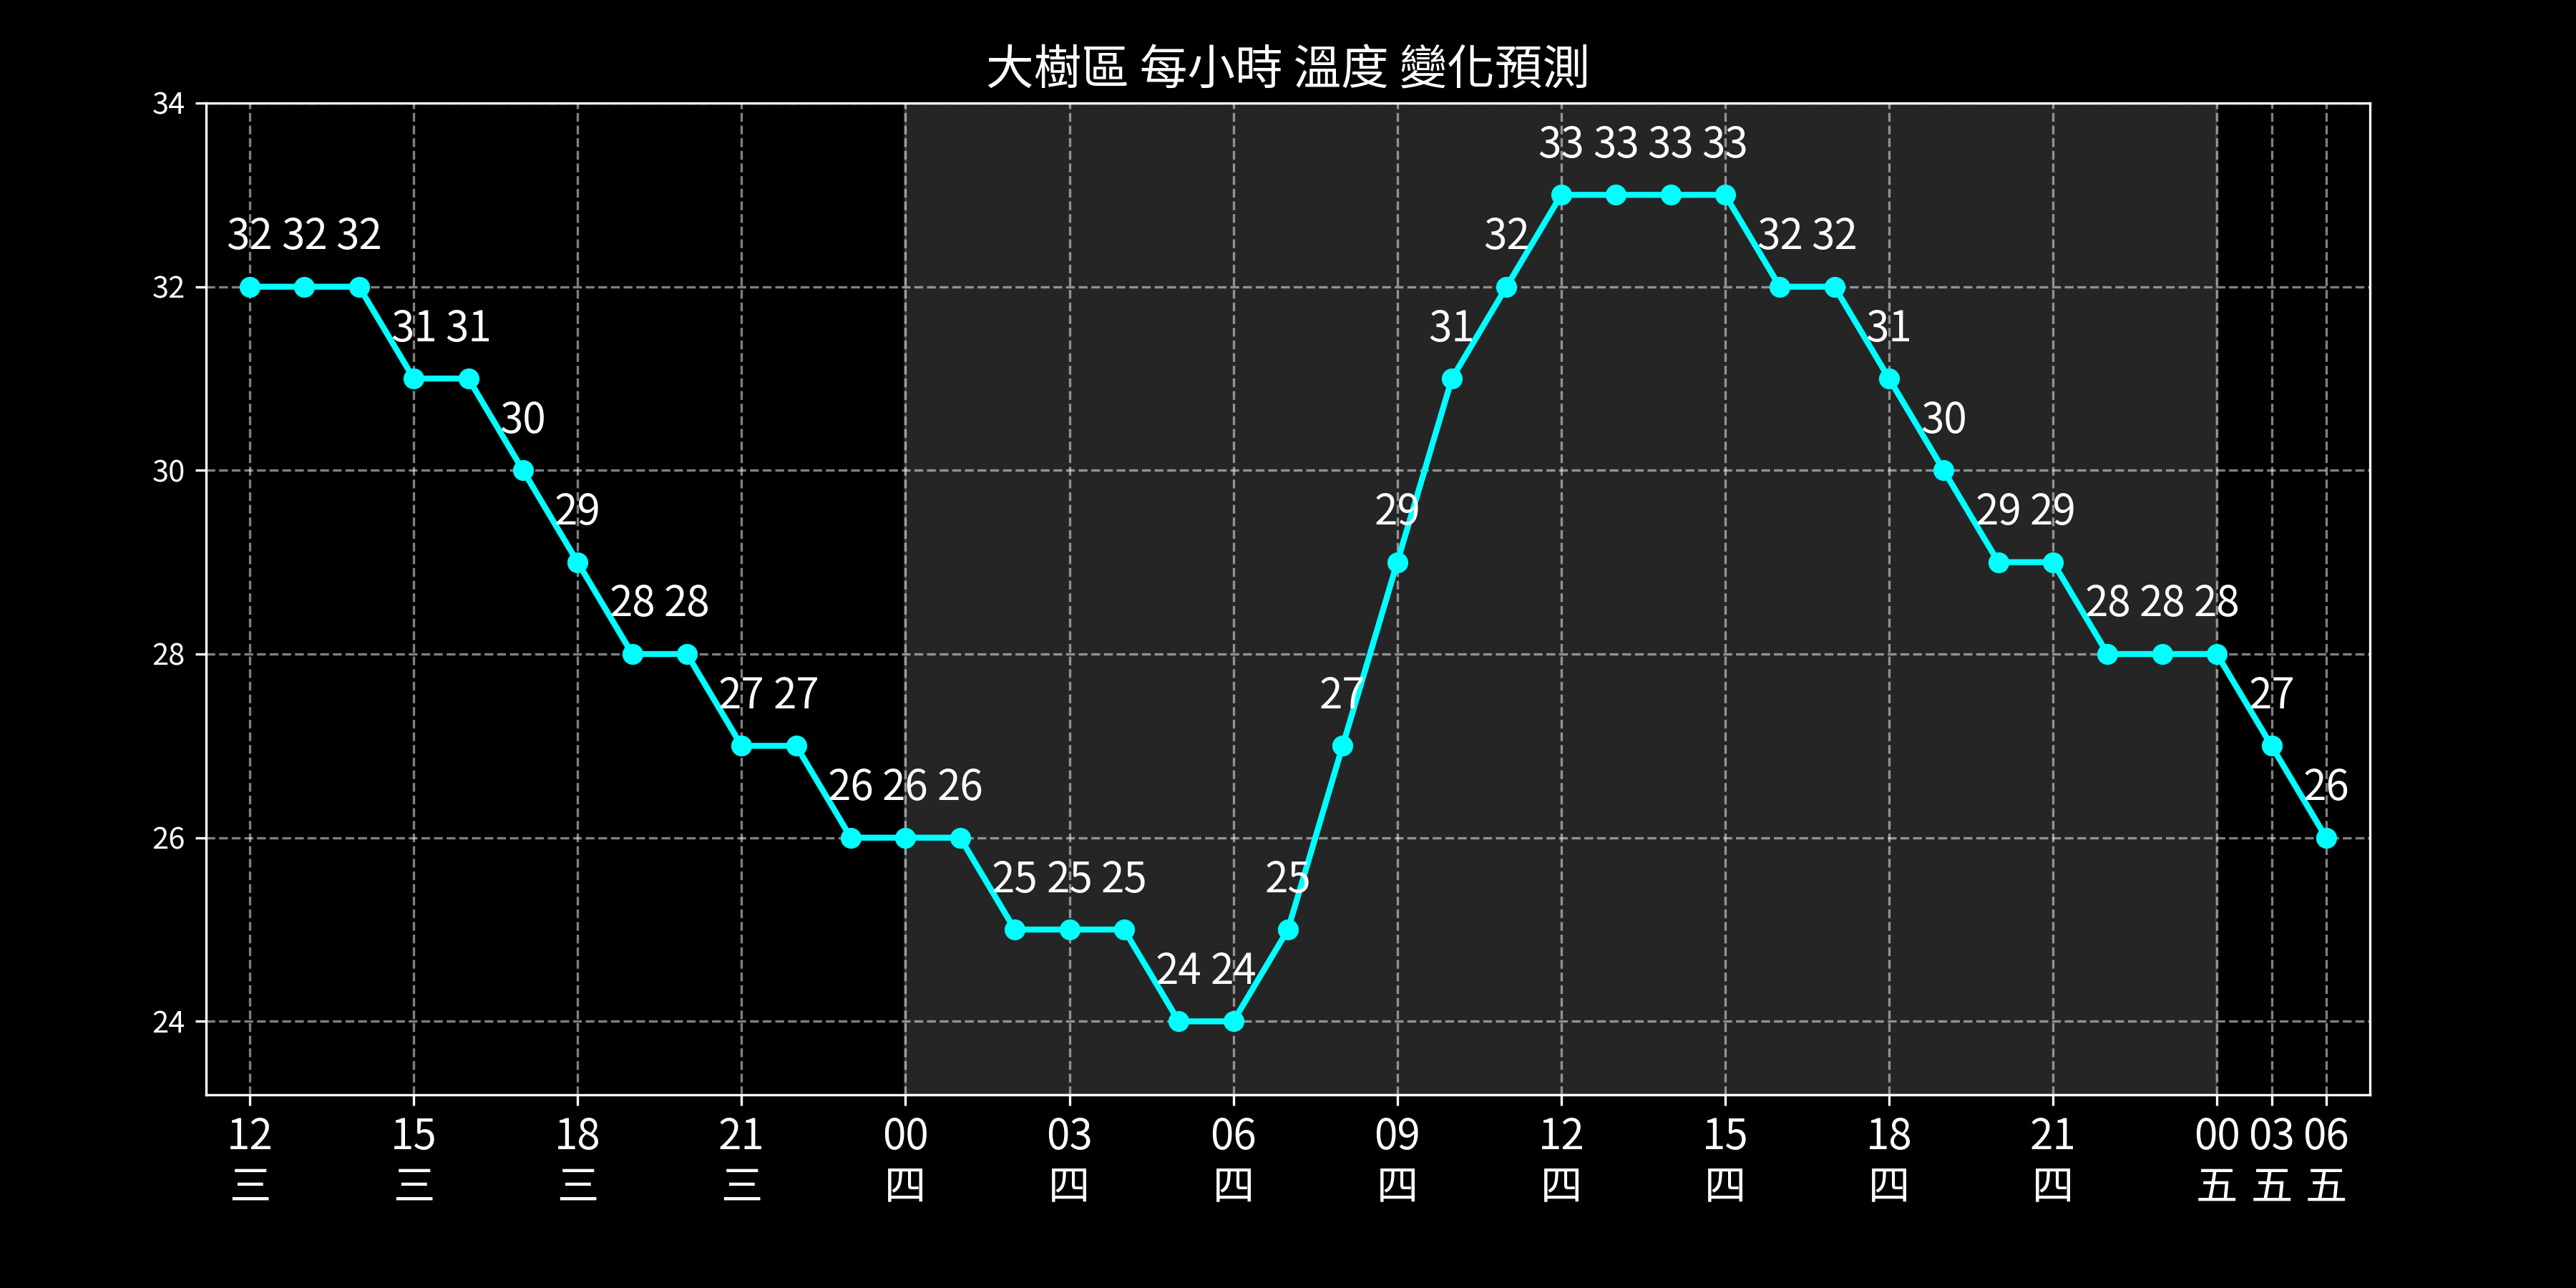 大樹區 每小時 溫度 變化預測
34
33 33 33 33
32 32 32 32 32 32
32
31 31 31 31
30 30
30
29 29 29 29
28 28 28 28 28
28
27 27 27 27
26 26 26 26
26
25 25 25 25
24 24
24
12 15 18 21 00 03 06 09 12 15 18 21 00 03 06
三 三 三 三 四 四 四 四 四 四 四 四 五 五 五